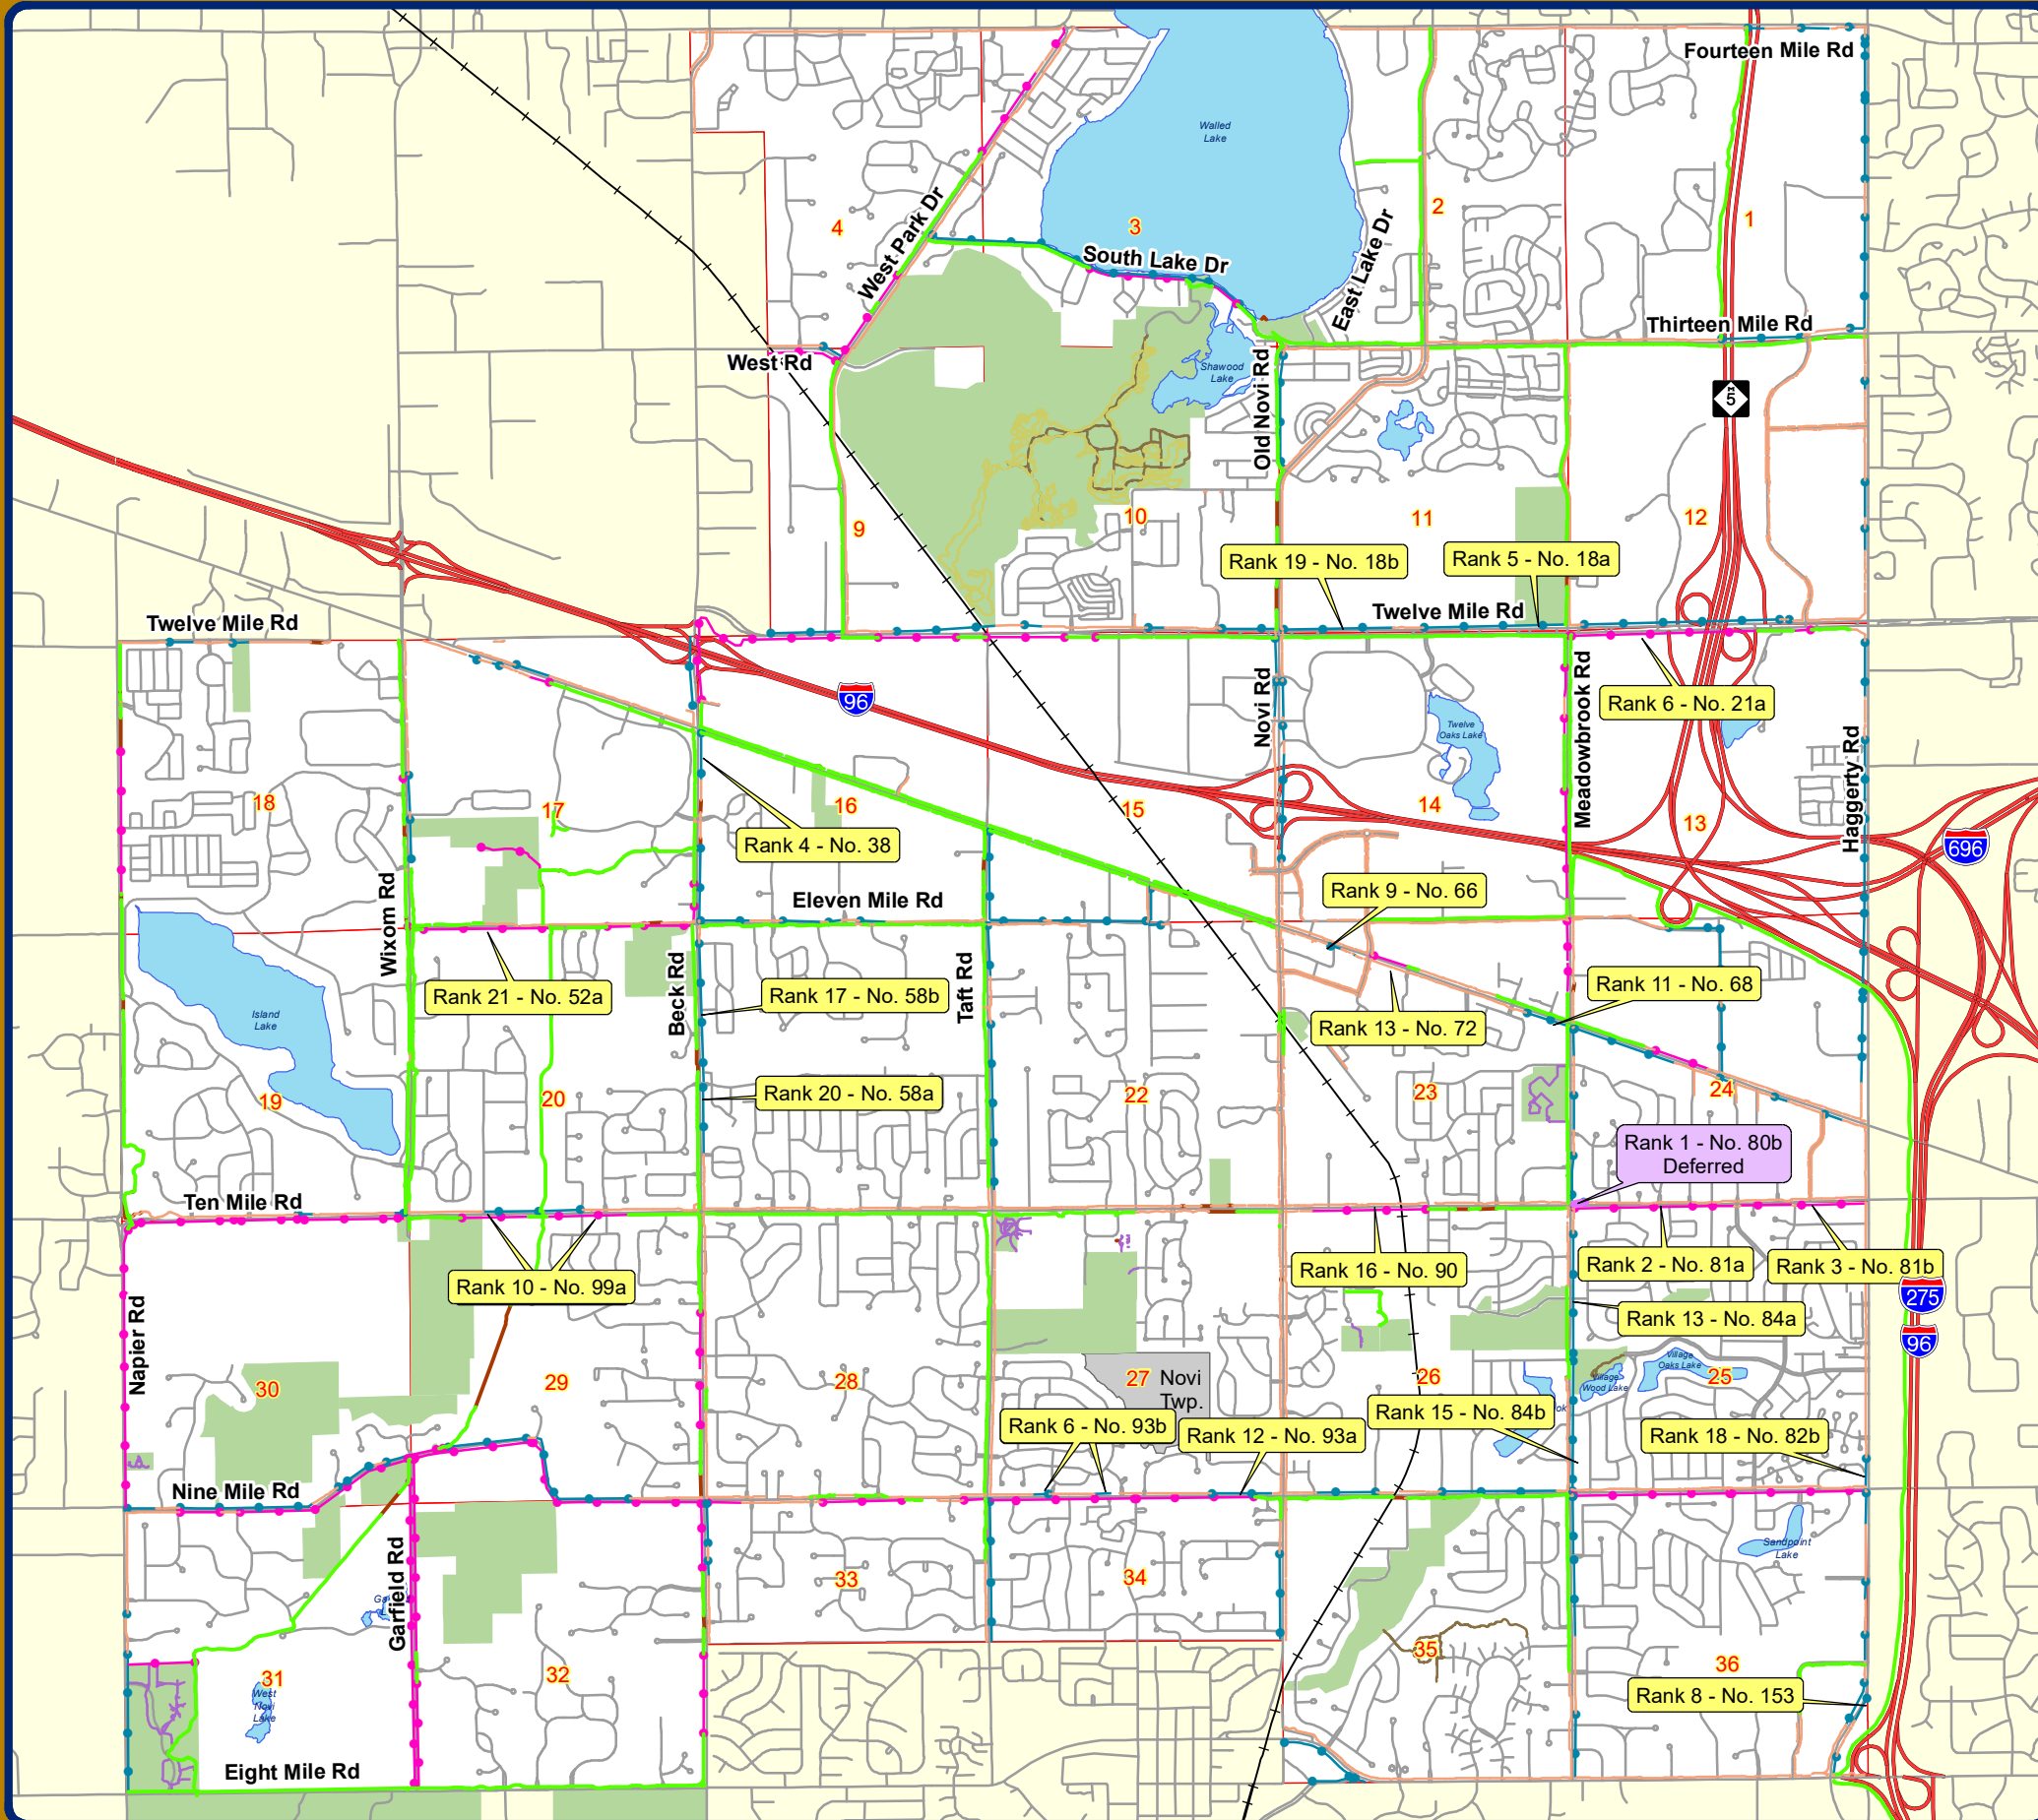 Fourteen Mile Rd
Walled
Lake
4
3
2
1
West Park Dr
South Lake Dr
East Lake Dr
Thirteen Mile Rd
West Rd
Shawood
Lake
Old Novi Rd
M
5
9
10
11
12
Rank 19 - No. 18b
Rank 5 - No. 18a
Twelve Mile Rd
Twelve Mile Rd
96
Novi Rd
Meadowbrook Rd
Rank 6 - No. 21a
Twelve
Oaks Lake
Haggerty Rd
18
17
16
15
14
13
Rank 4 - No. 38
696
Eleven Mile Rd
Rank 9 - No. 66
Wixom Rd
Beck Rd
Taft Rd
Rank 21 - No. 52a
Rank 17 - No. 58b
Rank 11 - No. 68
Island
Lake
Rank 13 - No. 72
19
20
Rank 20 - No. 58a
22
23
24
Rank 1 - No. 80b
Deferred
Ten Mile Rd
Rank 10 - No. 99a
Rank 16 - No. 90
Rank 2 - No. 81a
Rank 3 - No. 81b
275
96
Rank 13 - No. 84a
Napier Rd
30
29
28
27
Novi
Twp.
26
25
Village
Oaks Lake
Village
Wood Lake
ok
Rank 6 - No. 93b
Rank 12 - No. 93a
Rank 15 - No. 84b
Rank 18 - No. 82b
Nine Mile Rd
Garfield Rd
Sandpoint
Lake
33
34
35
36
31
32
West
Novi
Lake
Rank 8 - No. 153
Eight Mile Rd